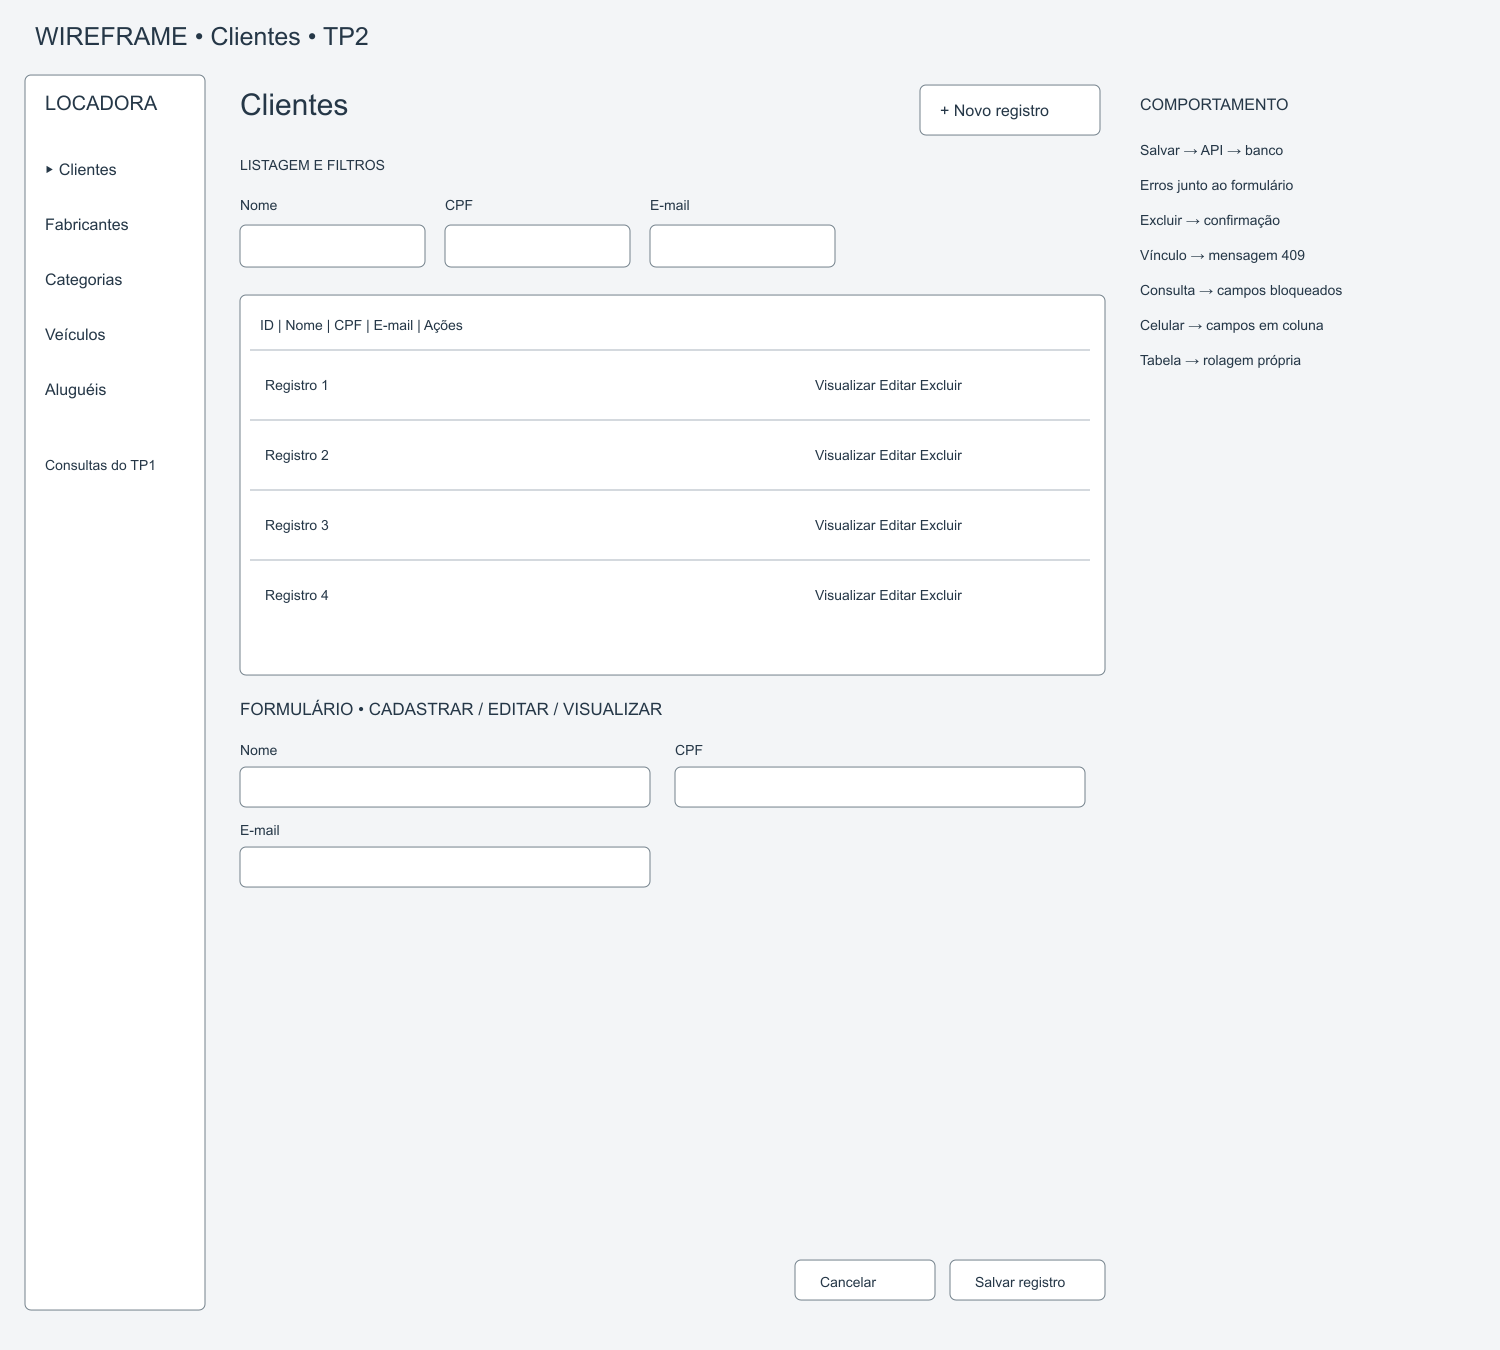 WIREFRAME • Clientes • TP2
LOCADORA
▸ Clientes
Fabricantes
Categorias
Veículos
Aluguéis
Consultas do TP1
Clientes
+ Novo registro
LISTAGEM E FILTROS
Nome
CPF
E-mail
ID | Nome | CPF | E-mail | Ações
Registro 1 Visualizar Editar Excluir
Registro 2 Visualizar Editar Excluir
Registro 3 Visualizar Editar Excluir
Registro 4 Visualizar Editar Excluir
FORMULÁRIO • CADASTRAR / EDITAR / VISUALIZAR
Nome
CPF
E-mail
Cancelar
Salvar registro
COMPORTAMENTO
Salvar → API → banco
Erros junto ao formulário
Excluir → confirmação
Vínculo → mensagem 409
Consulta → campos bloqueados
Celular → campos em coluna
Tabela → rolagem própria